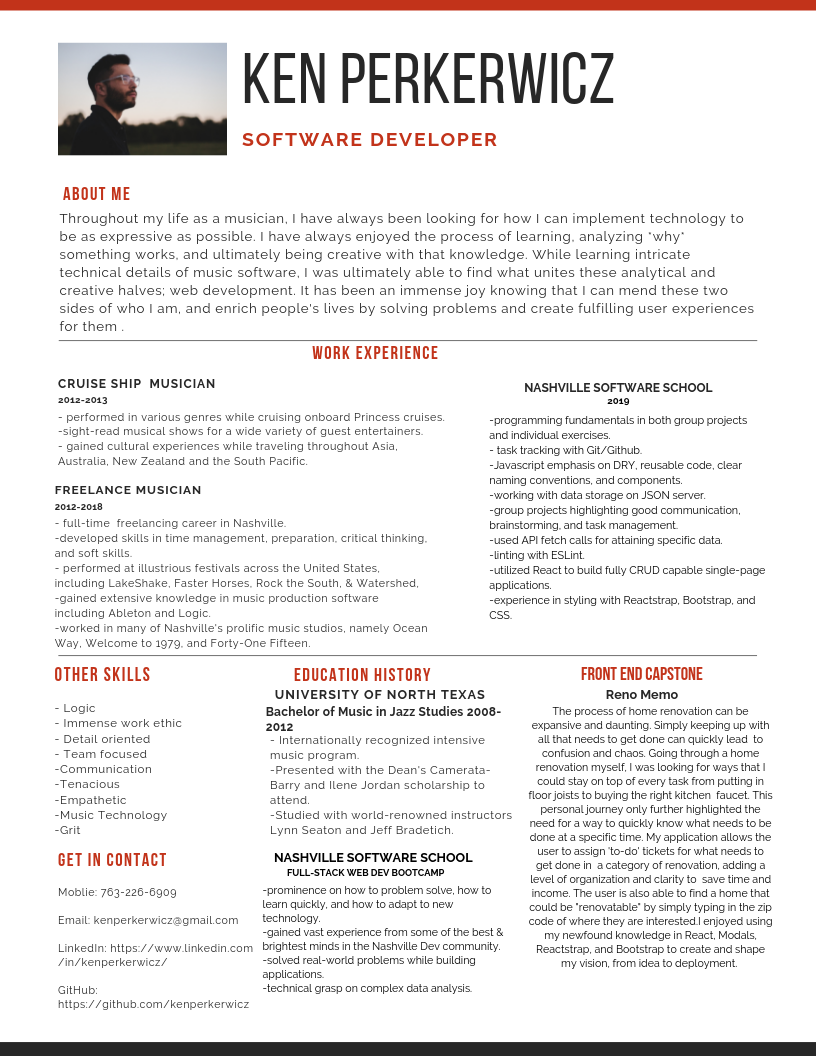 KEN PERKERWICZ
SOFTWARE DEVELOPER
ABOUT ME
Throughout my life as a musician, I have always been looking for how I can implement technology to
be as expressive as possible. I have always enjoyed the process of learning, analyzing *why*
something works, and ultimately being creative with that knowledge. While learning intricate
technical details of music software, I was ultimately able to find what unites these analytical and
creative halves; web development. It has been an immense joy knowing that I can mend these two
sides of who I am, and enrich people's lives by solving problems and create fulfilling user experiences
for them .
WORK EXPERIENCE
CRUISE SHIP  MUSICIAN
2012-2013
- performed in various genres while cruising onboard Princess cruises.
-sight-read musical shows for a wide variety of guest entertainers.
- gained cultural experiences while traveling throughout Asia,
Australia, New Zealand and the South Pacific.
FREELANCE MUSICIAN
2012-2018
- full-time  freelancing career in Nashville.
-developed skills in time management, preparation, critical thinking,
and soft skills.
- performed at illustrious festivals across the United States,
including LakeShake, Faster Horses, Rock the South, & Watershed,
-gained extensive knowledge in music production software
including Ableton and Logic.
-worked in many of Nashville's prolific music studios, namely Ocean
Way, Welcome to 1979, and Forty-One Fifteen.
NASHVILLE SOFTWARE SCHOOL
2019
-programming fundamentals in both group projects
and individual exercises.
- task tracking with Git/Github.
-Javascript emphasis on DRY, reusable code, clear
naming conventions, and components.
-working with data storage on JSON server.
-group projects highlighting good communication,
brainstorming, and task management.
-used API fetch calls for attaining specific data.
-linting with ESLint.
-utilized React to build fully CRUD capable single-page
applications.
-experience in styling with Reactstrap, Bootstrap, and
CSS.
OTHER SKILLS
- Logic
- Immense work ethic
- Detail oriented
- Team focused
-Communication
-Tenacious
-Empathetic
-Music Technology
-Grit
GET IN CONTACT
Moblie: 763-226-6909
Email: kenperkerwicz@gmail.com
LinkedIn: https://www.linkedin.com
/in/kenperkerwicz/
GitHub:
https://github.com/kenperkerwicz
EDUCATION HISTORY
UNIVERSITY OF NORTH TEXAS
Bachelor of Music in Jazz Studies 2008-
2012
- Internationally recognized intensive
music program.
-Presented with the Dean's Camerata-
Barry and Ilene Jordan scholarship to
attend.
-Studied with world-renowned instructors
Lynn Seaton and Jeff Bradetich.
NASHVILLE SOFTWARE SCHOOL
FULL-STACK WEB DEV BOOTCAMP
-prominence on how to problem solve, how to
learn quickly, and how to adapt to new
technology.
-gained vast experience from some of the best &
brightest minds in the Nashville Dev community.
-solved real-world problems while building
applications.
-technical grasp on complex data analysis.
FRONT END CAPSTONE
Reno Memo
The process of home renovation can be
expansive and daunting. Simply keeping up with
all that needs to get done can quickly lead  to
confusion and chaos. Going through a home
renovation myself, I was looking for ways that I
could stay on top of every task from putting in
floor joists to buying the right kitchen  faucet. This
personal journey only further highlighted the
need for a way to quickly know what needs to be
done at a specific time. My application allows the
user to assign 'to-do' tickets for what needs to
get done in  a category of renovation, adding a
level of organization and clarity to  save time and
income. The user is also able to find a home that
could be "renovatable" by simply typing in the zip
code of where they are interested.I enjoyed using
my newfound knowledge in React, Modals,
Reactstrap, and Bootstrap to create and shape
my vision, from idea to deployment.